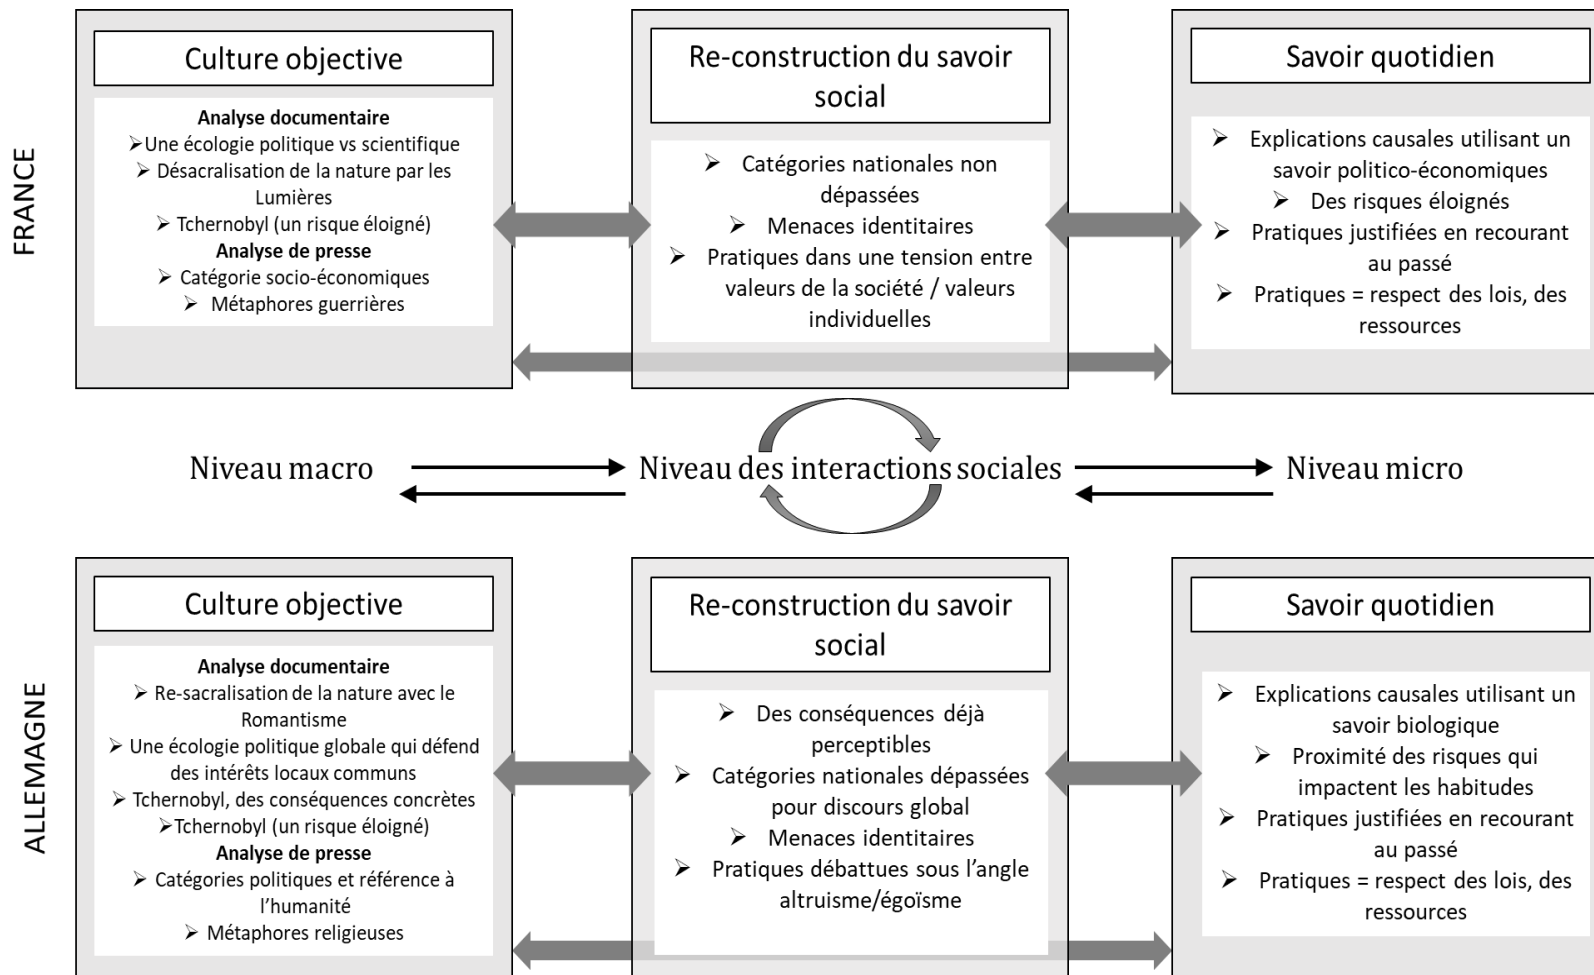 FRANCE
Culture objective
Analyse documentaire
➢Une écologie politique vs scientifique
➢ Désacralisation de la nature par les
Lumières
➢ Tchernobyl (un risque éloigné)
Analyse de presse
➢ Catégorie socio-économiques
➢ Métaphores guerrières
Re-construction du savoir
social
➢ Catégories nationales non
dépassées
➢ Menaces identitaires
➢ Pratiques dans une tension entre
valeurs de la société / valeurs
individuelles
Savoir quotidien
➢ Explications causales utilisant un
savoir politico-économiques
➢ Des risques éloignés
➢ Pratiques justifiées en recourant
au passé
➢ Pratiques = respect des lois, des
ressources
Niveau macro
Niveau des interactions sociales
Niveau micro
ALLEMAGNE
Culture objective
Analyse documentaire
➢ Re-sacralisation de la nature avec le
Romantisme
➢ Une écologie politique globale qui défend
des intérêts locaux communs
➢ Tchernobyl, des conséquences concrètes
➢Tchernobyl (un risque éloigné)
Analyse de presse
➢ Catégories politiques et référence à
l’humanité
➢ Métaphores religieuses
Re-construction du savoir
social
➢ Des conséquences déjà
perceptibles
➢ Catégories nationales dépassées
pour discours global
➢ Menaces identitaires
➢ Pratiques débattues sous l’angle
altruisme/égoïsme
Savoir quotidien
➢ Explications causales utilisant un
savoir biologique
➢ Proximité des risques qui
impactent les habitudes
➢ Pratiques justifiées en recourant
au passé
➢ Pratiques = respect des lois, des
ressources